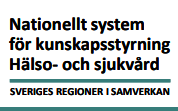 Nationellt system
för kunskapsstyrning
Hälso- och sjukvård
SVERIGES REGIONER I SAMVERKAN